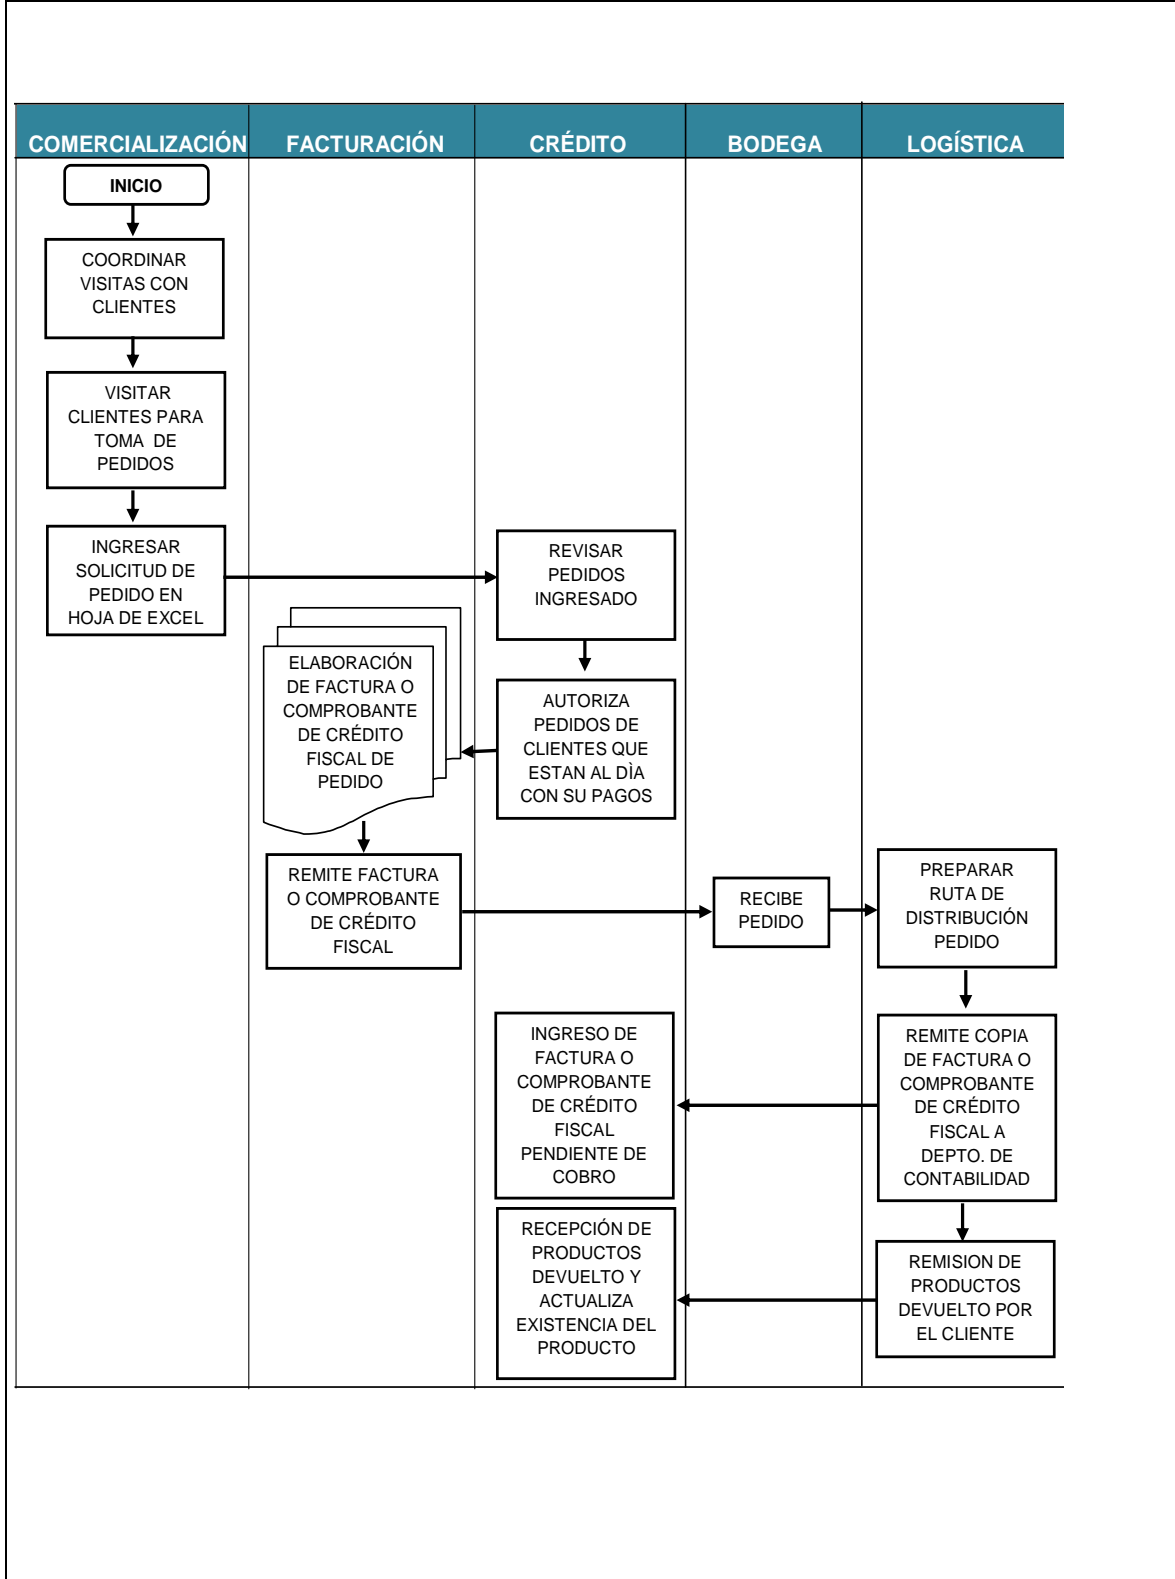 COMERCIALIZACIÓN
FACTURACIÓN
CRÉDITO
BODEGA
LOGÍSTICA
INICIO
COORDINAR
VISITAS CON
CLIENTES
VISITAR
CLIENTES PARA
TOMA DE
PEDIDOS
INGRESAR
SOLICITUD DE
PEDIDO EN
HOJA DE EXCEL
REVISAR
PEDIDOS
INGRESADO
AUTORIZA
PEDIDOS DE
CLIENTES QUE
ESTAN AL DÌA
CON SU PAGOS
ELABORACIÓN
DE FACTURA O
COMPROBANTE
DE CRÉDITO
FISCAL DE
PEDIDO
REMITE FACTURA
O COMPROBANTE
DE CRÉDITO
FISCAL
RECIBE
PEDIDO
PREPARAR
RUTA DE
DISTRIBUCIÓN
PEDIDO
REMITE COPIA
DE FACTURA O
COMPROBANTE
DE CRÉDITO
FISCAL A
DEPTO. DE
CONTABILIDAD
INGRESO DE
FACTURA O
COMPROBANTE
DE CRÉDITO
FISCAL
PENDIENTE DE
COBRO
REMISION DE
PRODUCTOS
DEVUELTO POR
EL CLIENTE
RECEPCIÓN DE
PRODUCTOS
DEVUELTO Y
ACTUALIZA
EXISTENCIA DEL
PRODUCTO